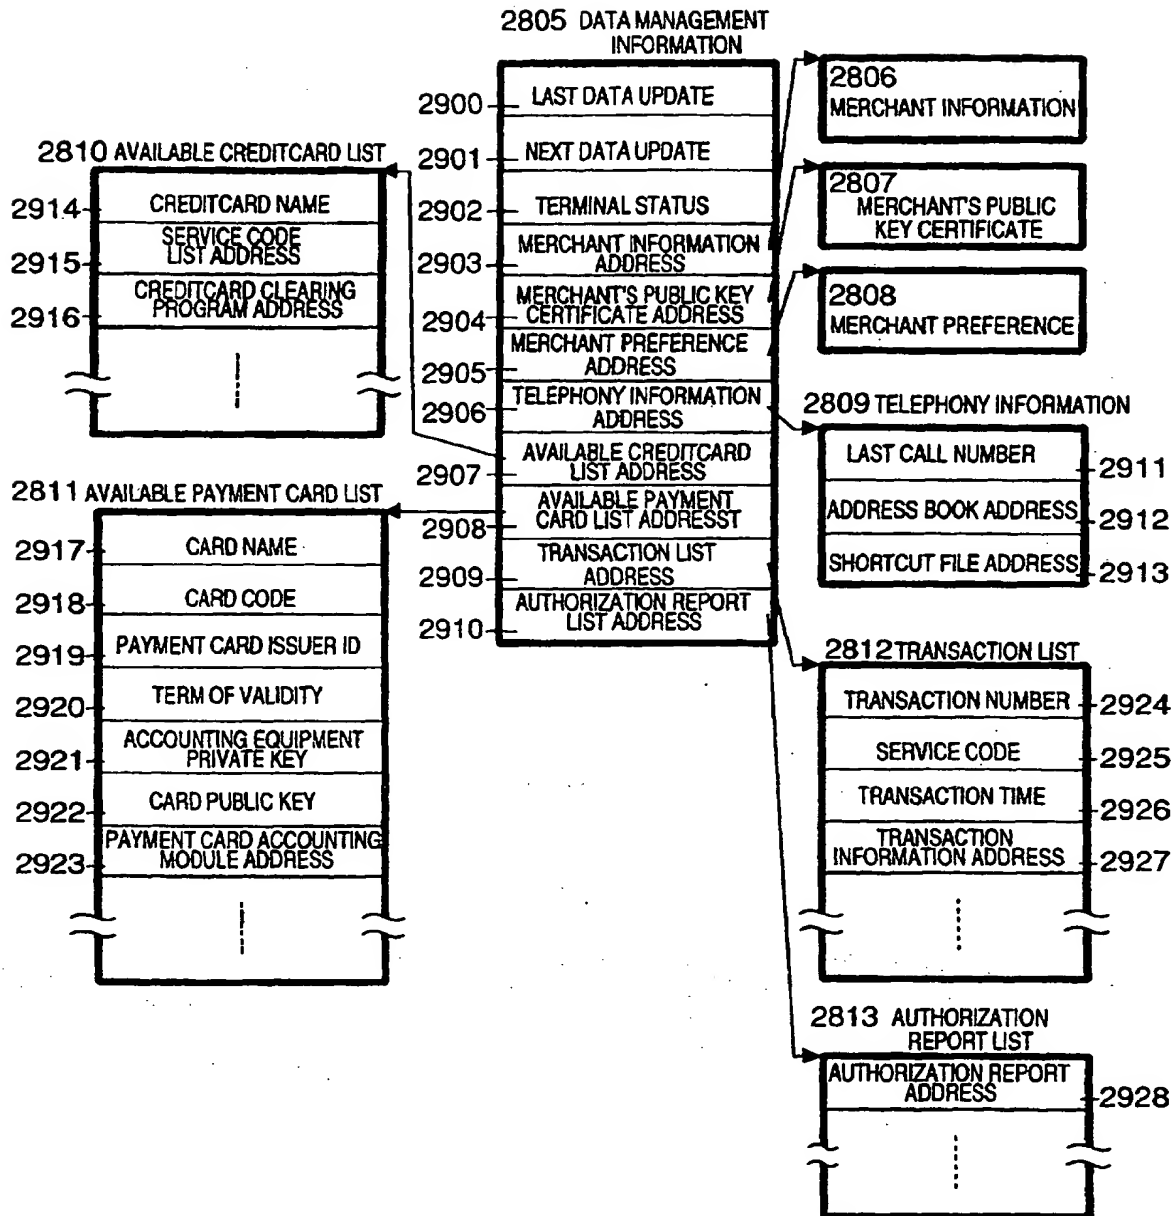 2805 DATA MANAGEMENT
INFORMATION
2900
LAST DATA UPDATE
2901
NEXT DATA UPDATE
2902
TERMINAL STATUS
2903
MERCHANT INFORMATION
ADDRESS
2904
MERCHANT'S PUBLIC KEY
CERTIFICATE ADDRESS
2905
MERCHANT PREFERENCE
ADDRESS
2906
TELEPHONY INFORMATION
ADDRESS
2907
AVAILABLE CREDITCARD
LIST ADDRESS
2908
AVAILABLE PAYMENT
CARD LIST ADDRESST
2909
TRANSACTION LIST
ADDRESS
2910
AUTHORIZATION REPORT
LIST ADDRESS
2810 AVAILABLE CREDITCARD LIST
2914
CREDITCARD NAME
2915
SERVICE CODE
LIST ADDRESS
2916
CREDITCARD CLEARING
PROGRAM ADDRESS
2811 AVAILABLE PAYMENT CARD LIST
2917
CARD NAME
2918
CARD CODE
2919
PAYMENT CARD ISSUER ID
2920
TERM OF VALIDITY
2921
ACCOUNTING EQUIPMENT
PRIVATE KEY
2922
CARD PUBLIC KEY
2923
PAYMENT CARD ACCOUNTING
MODULE ADDRESS
2806
MERCHANT INFORMATION
2807
MERCHANT'S PUBLIC
KEY CERTIFICATE
2808
MERCHANT PREFERENCE
2809 TELEPHONY INFORMATION
LAST CALL NUMBER
2911
ADDRESS BOOK ADDRESS
2912
SHORTCUT FILE ADDRESS
2913
2812 TRANSACTION LIST
TRANSACTION NUMBER
2924
SERVICE CODE
2925
TRANSACTION TIME
2926
TRANSACTION
INFORMATION ADDRESS
2927
2813 AUTHORIZATION
REPORT LIST
AUTHORIZATION REPORT
ADDRESS
2928